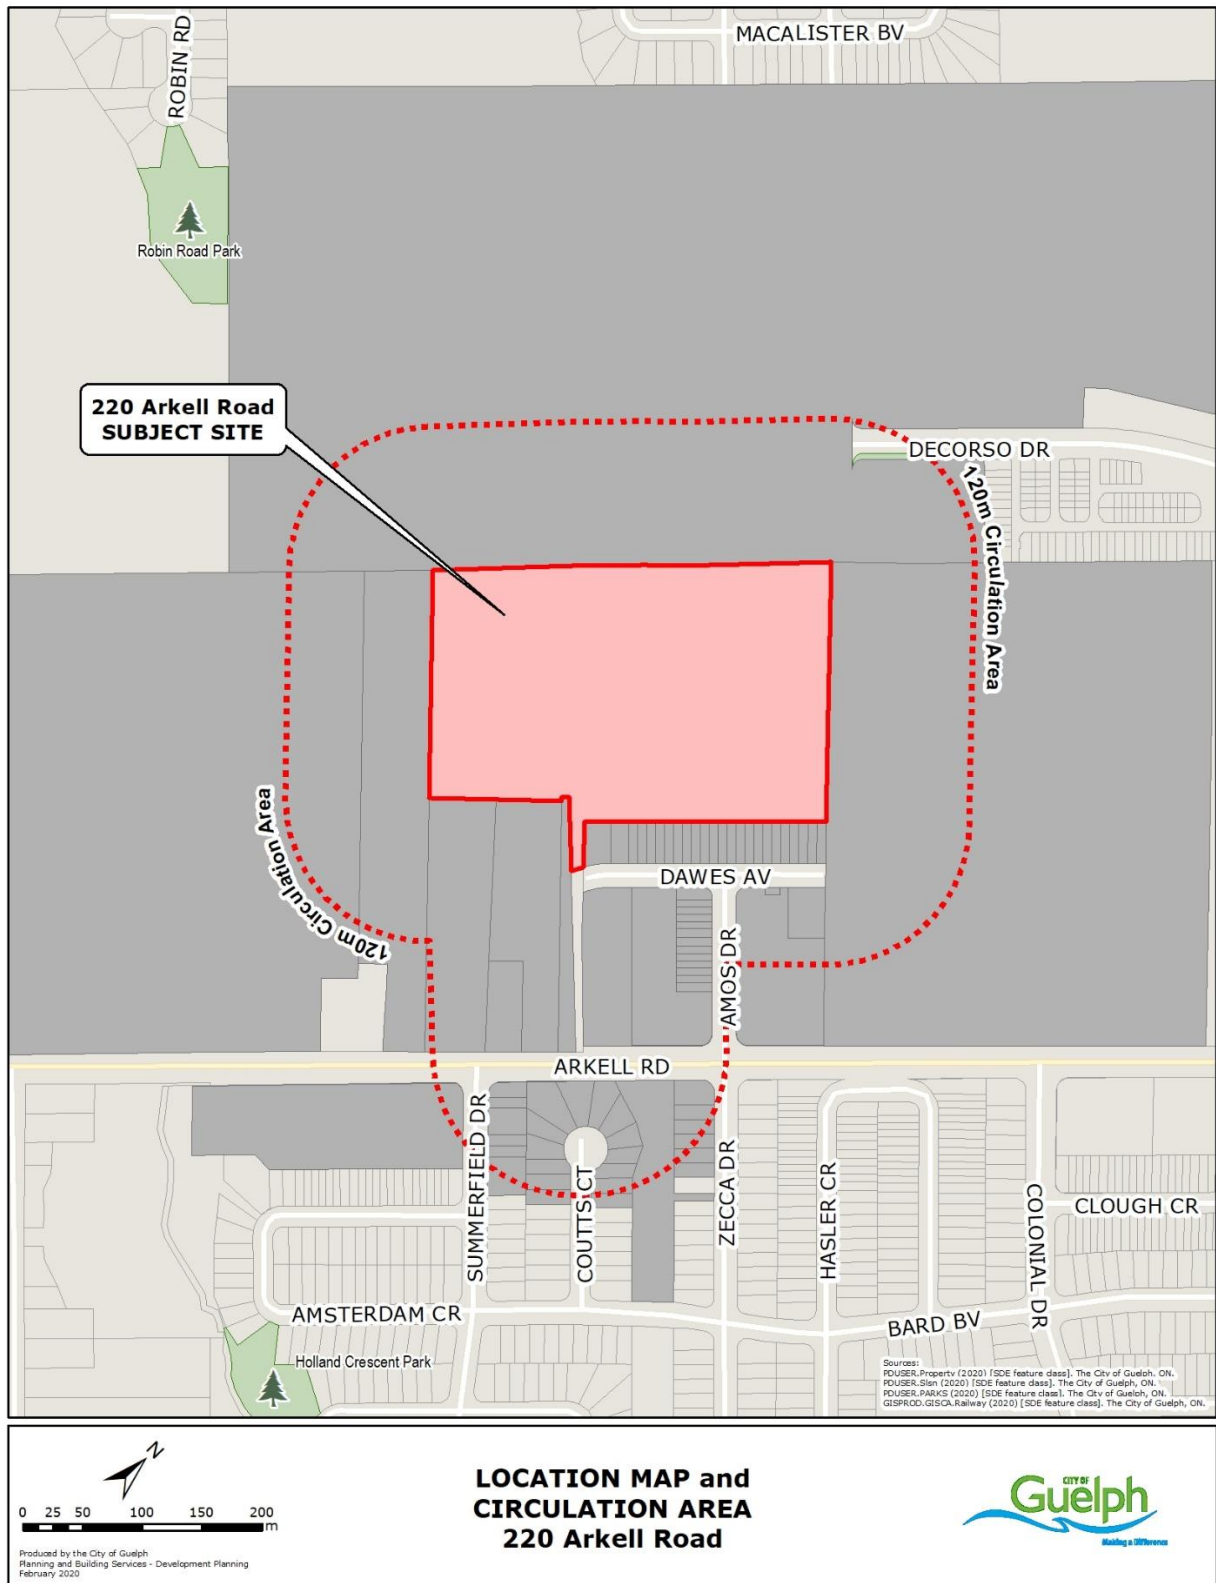 MACALISTER BV
ROBIN RD
Robin Road Park
220 Arkell Road
SUBJECT SITE
DECORSO DR
120m Circulation Area
120m Circulation Area
DAWES AV
AMOS DR
ARKELL RD
SUMMERFIELD DR
COUTTS CT
ZECCA DR
HASLER CR
COLONIAL DR
CLOUGH CR
AMSTERDAM CR
BARD BV
Holland Crescent Park
Sources:
PDUSER.Property (2020) [SDE feature class]. The City of Guelph, ON.
PDUSER.Slsn (2020) [SDE feature class]. The City of Guelph, ON.
PDUSER.PARKS (2020) [SDE feature class]. The City of Guelph, ON.
GISPROD.GISCA.Railway (2020) [SDE feature class]. The City of Guelph, ON.
N
0 25 50 100 150 200
m
Produced by the City of Guelph
Planning and Building Services - Development Planning
February 2020
LOCATION MAP and
CIRCULATION AREA
220 Arkell Road
CITY OF
Guelph
Making a Difference